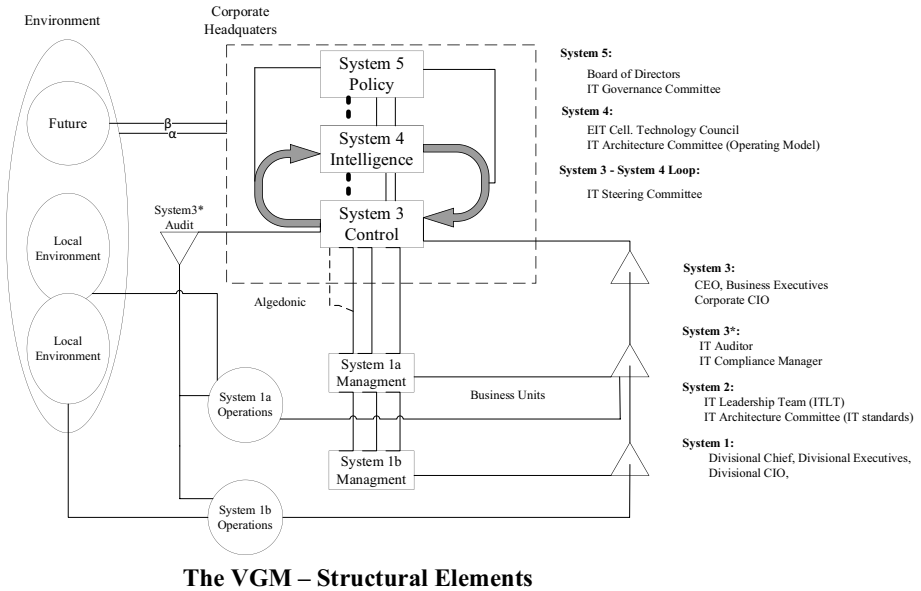 Environment
Corporate
Headquaters
System 5
Policy
System 5:
Board of Directors
IT Governance Committee
Future
β
α
System 4
Intelligence
System 4:
EIT Cell. Technology Council
IT Architecture Committee (Operating Model)
System 3 - System 4 Loop:
IT Steering Committee
System3*
Audit
System 3
Control
Local
Environment
System 3:
CEO, Business Executives
Corporate CIO
Algedonic
Local
Environment
System 3*:
IT Auditor
IT Compliance Manager
System 1a
Managment
System 1a
Operations
Business Units
System 2:
IT Leadership Team (ITLT)
IT Architecture Committee (IT standards)
System 1:
Divisional Chief, Divisional Executives,
Divisional CIO,
System 1b
Managment
System 1b
Operations
The VGM – Structural Elements